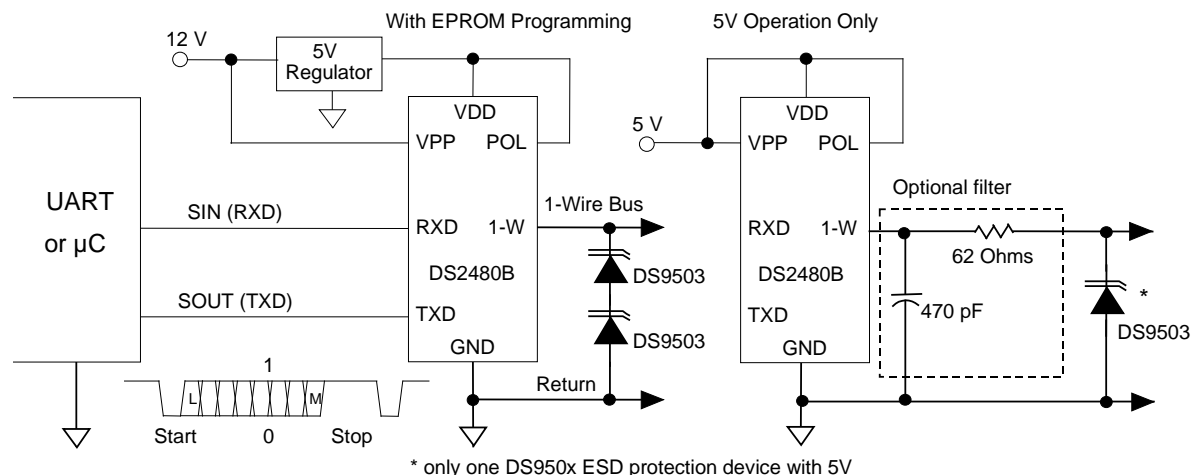 With EPROM Programming
5V Operation Only
12 V
5V
Regulator
VDD
VPP
POL
5 V
VDD
VPP
POL
UART
or µC
SIN (RXD)
RXD
1-W
1-Wire Bus
DS2480B
DS9503
SOUT (TXD)
TXD
DS9503
GND
Return
Optional filter
RXD
1-W
62 Ohms
DS2480B
470 pF
*
DS9503
TXD
GND
1
L
M
Start
0
Stop
* only one DS950x ESD protection device with 5V